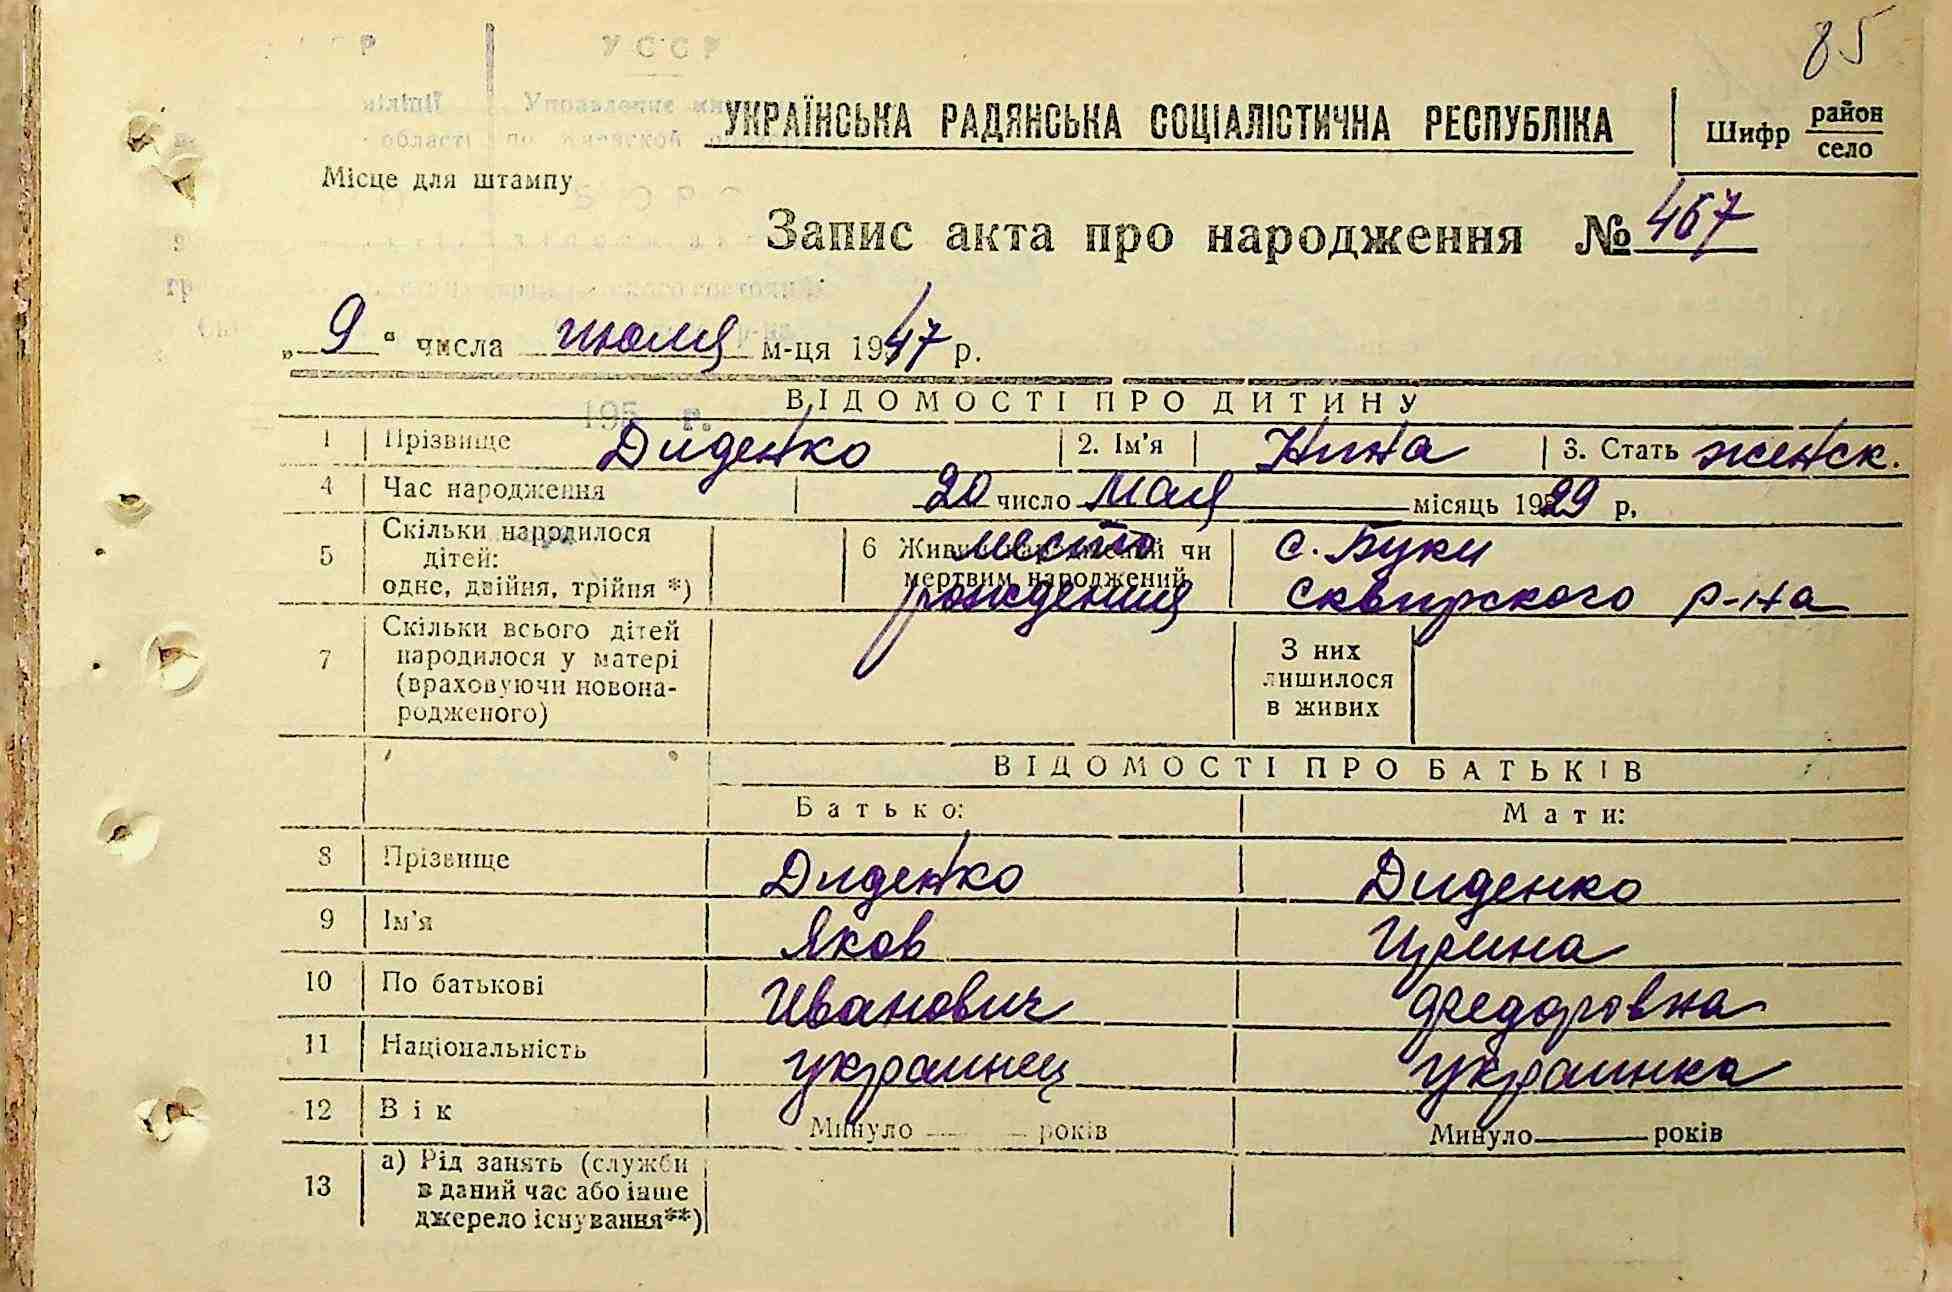 85
УССР
УКРАЇНСЬКА РАДЯНСЬКА СОЦІАЛІСТИЧНА РЕСПУБЛІКА
Шифр район
село
Місце для штампу
Запис акта про народження № 467
„ 9 “ числа июля м-ця 1947 р.
ВІДОМОСТІ ПРО ДИТИНУ
195 р.
1 Прізвище Диденко 2. Ім'я Нина 3. Стать женск.
4 Час народження 20 число мая місяць 1929 р,
5 Скільки народилося дітей: одне, двійня, трійня *)
6 Живим народжений чи мертвим народжений
место рождения
с. Буки
Сквирского р-на
7 Скільки всього дітей народилося у матері (враховуючи новонародженого)
З них лишилося в живих
ВІДОМОСТІ ПРО БАТЬКІВ
Батько: Мати:
8 Прізвище Диденко Диденко
9 Ім'я Яков Ирина
10 По батькові Иванович Федоровна
11 Національність украинец украинка
12 Вік Минуло — років Минуло — років
13 а) Рід занять (служби
в даний час або інше
джерело існування**)